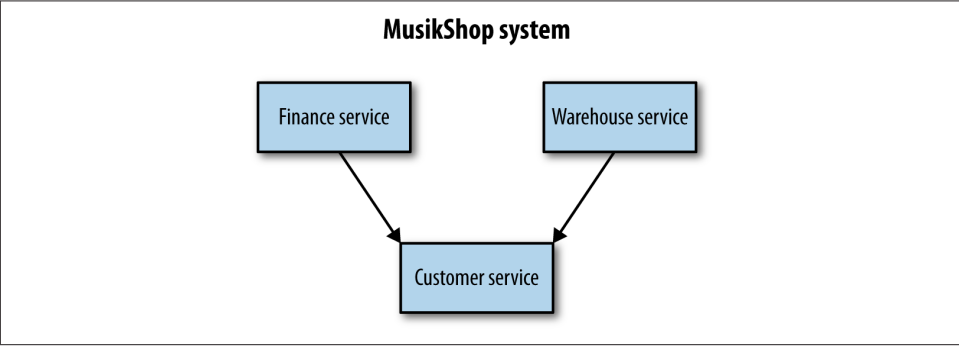 MusikShop system
Finance service
Warehouse service
Customer service